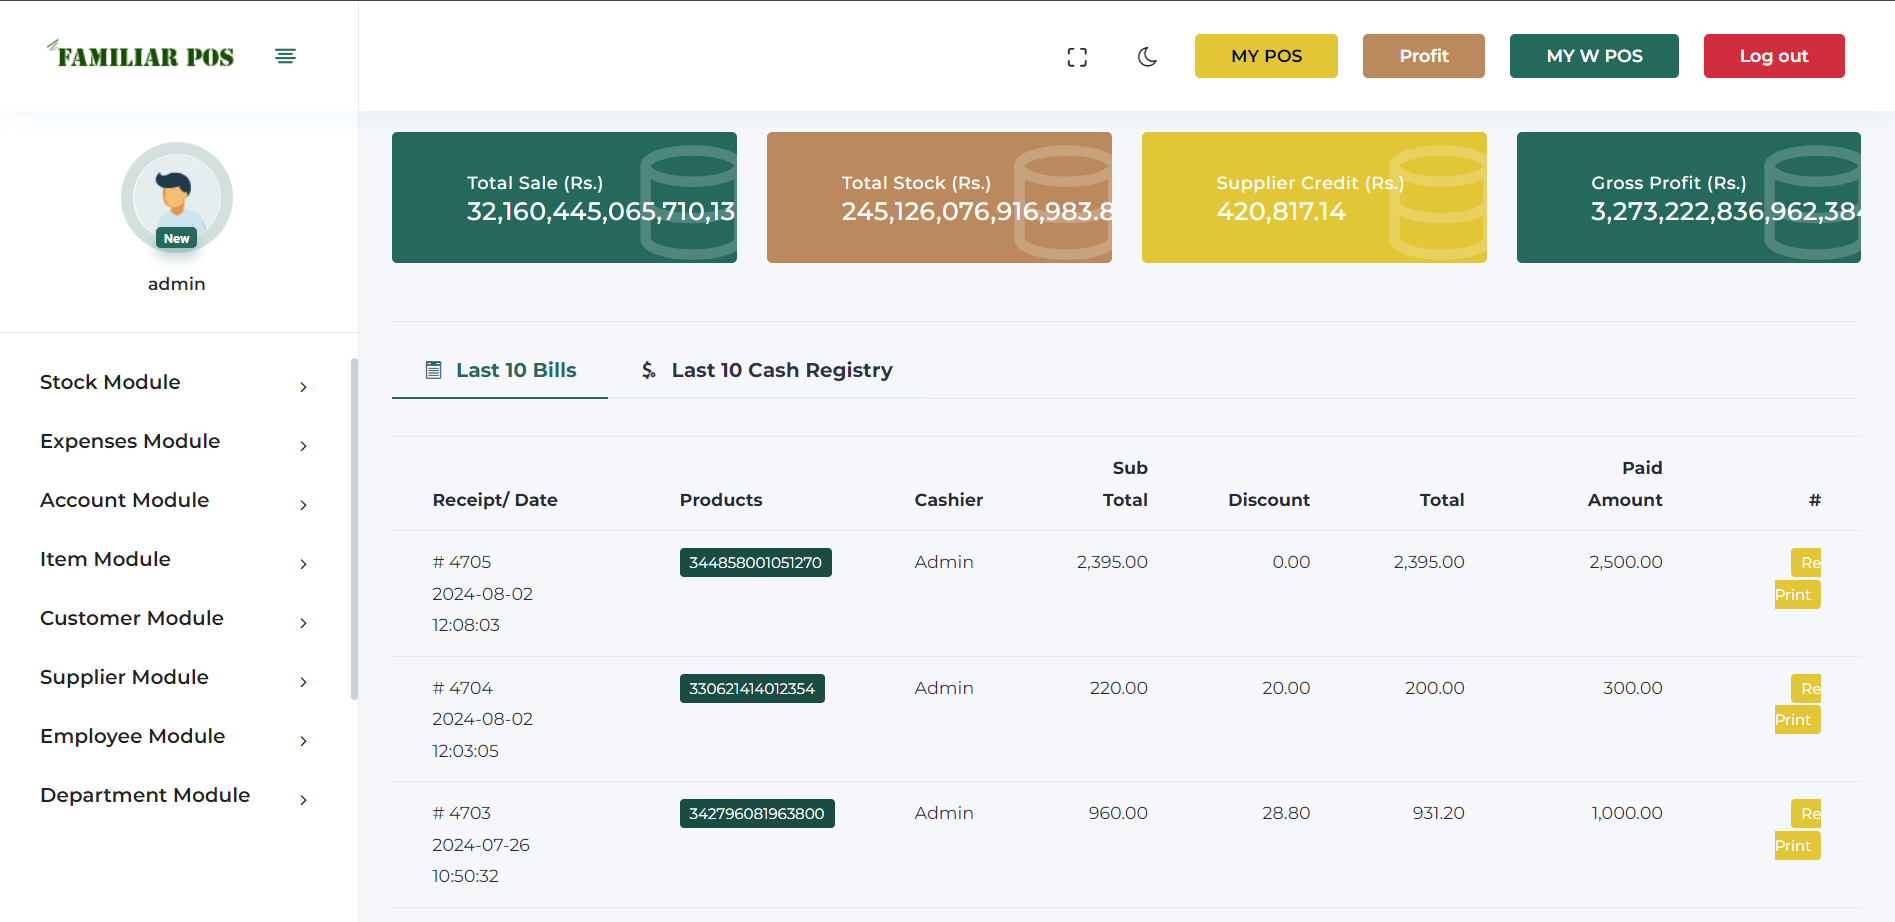 FAMILIAR POS
MY POS
Profit
MY W POS
Log out
New
admin
Stock Module
Expenses Module
Account Module
Item Module
Customer Module
Supplier Module
Employee Module
Department Module
Total Sale (Rs.)
32,160,445,065,710,13
Total Stock (Rs.)
245,126,076,916,983.8
Supplier Credit (Rs.)
420,817.14
Gross Profit (Rs.)
3,273,222,836,962,384
Last 10 Bills
Last 10 Cash Registry
Receipt/ Date
Products
Cashier
Sub
Total
Discount
Total
Paid
Amount
#
# 4705
2024-08-02
12:08:03
344858001051270
Admin
2,395.00
0.00
2,395.00
2,500.00
Re
Print
# 4704
2024-08-02
12:03:05
330621414012354
Admin
220.00
20.00
200.00
300.00
Re
Print
# 4703
2024-07-26
10:50:32
342796081963800
Admin
960.00
28.80
931.20
1,000.00
Re
Print